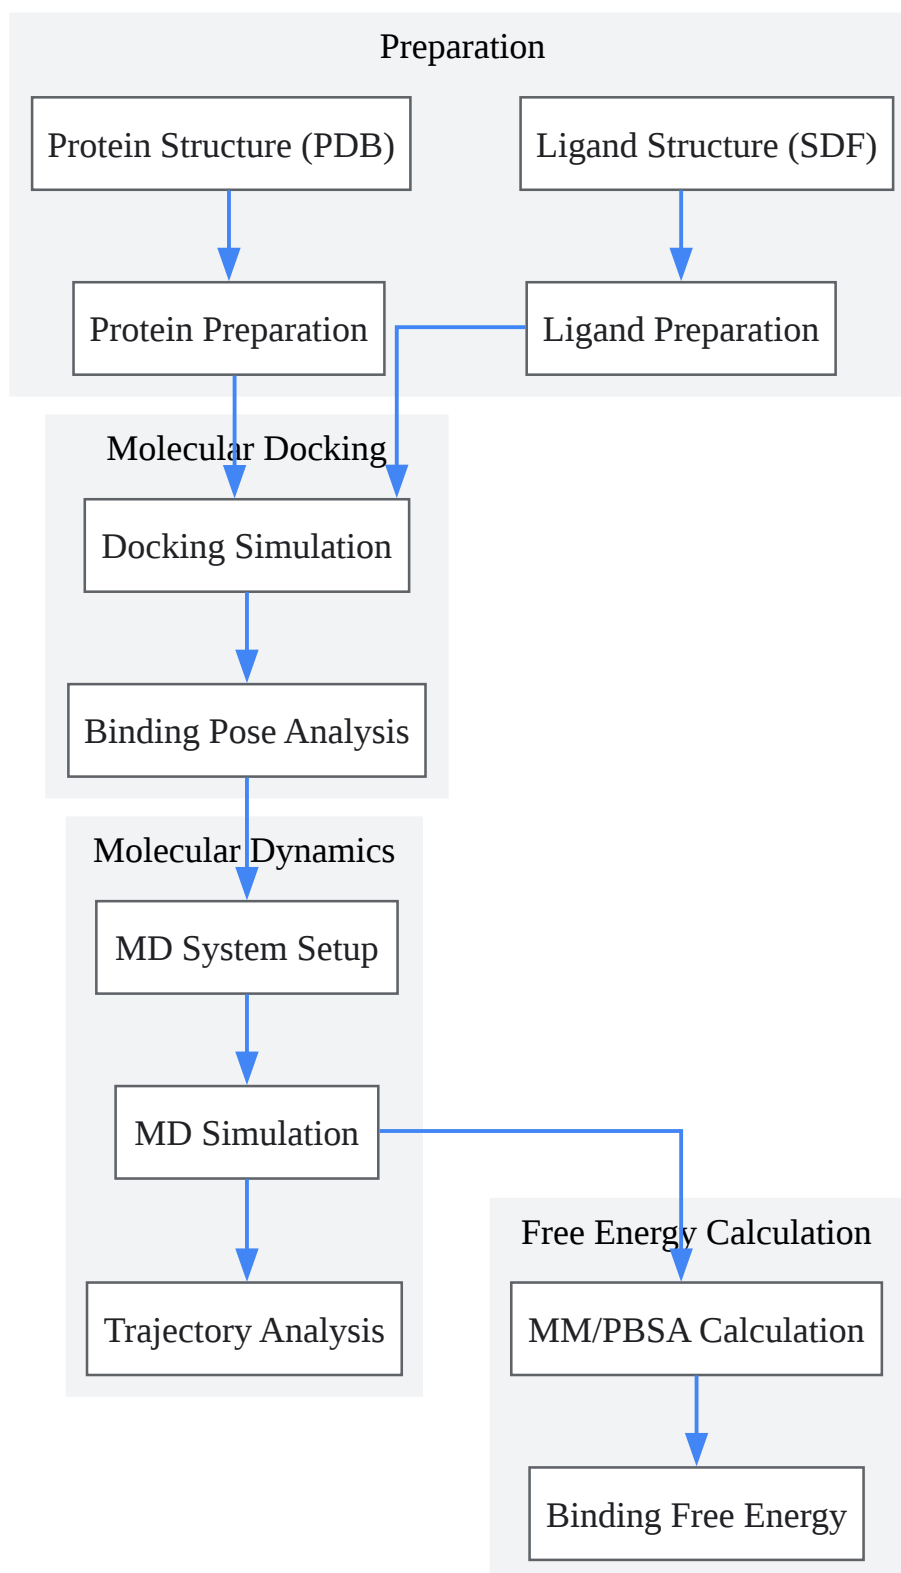 Preparation
Protein Structure (PDB)
Ligand Structure (SDF)
Protein Preparation
Ligand Preparation
Molecular Docking
Docking Simulation
Binding Pose Analysis
Molecular Dynamics
MD System Setup
MD Simulation
Free Energy Calculation
Trajectory Analysis
MM/PBSA Calculation
Binding Free Energy